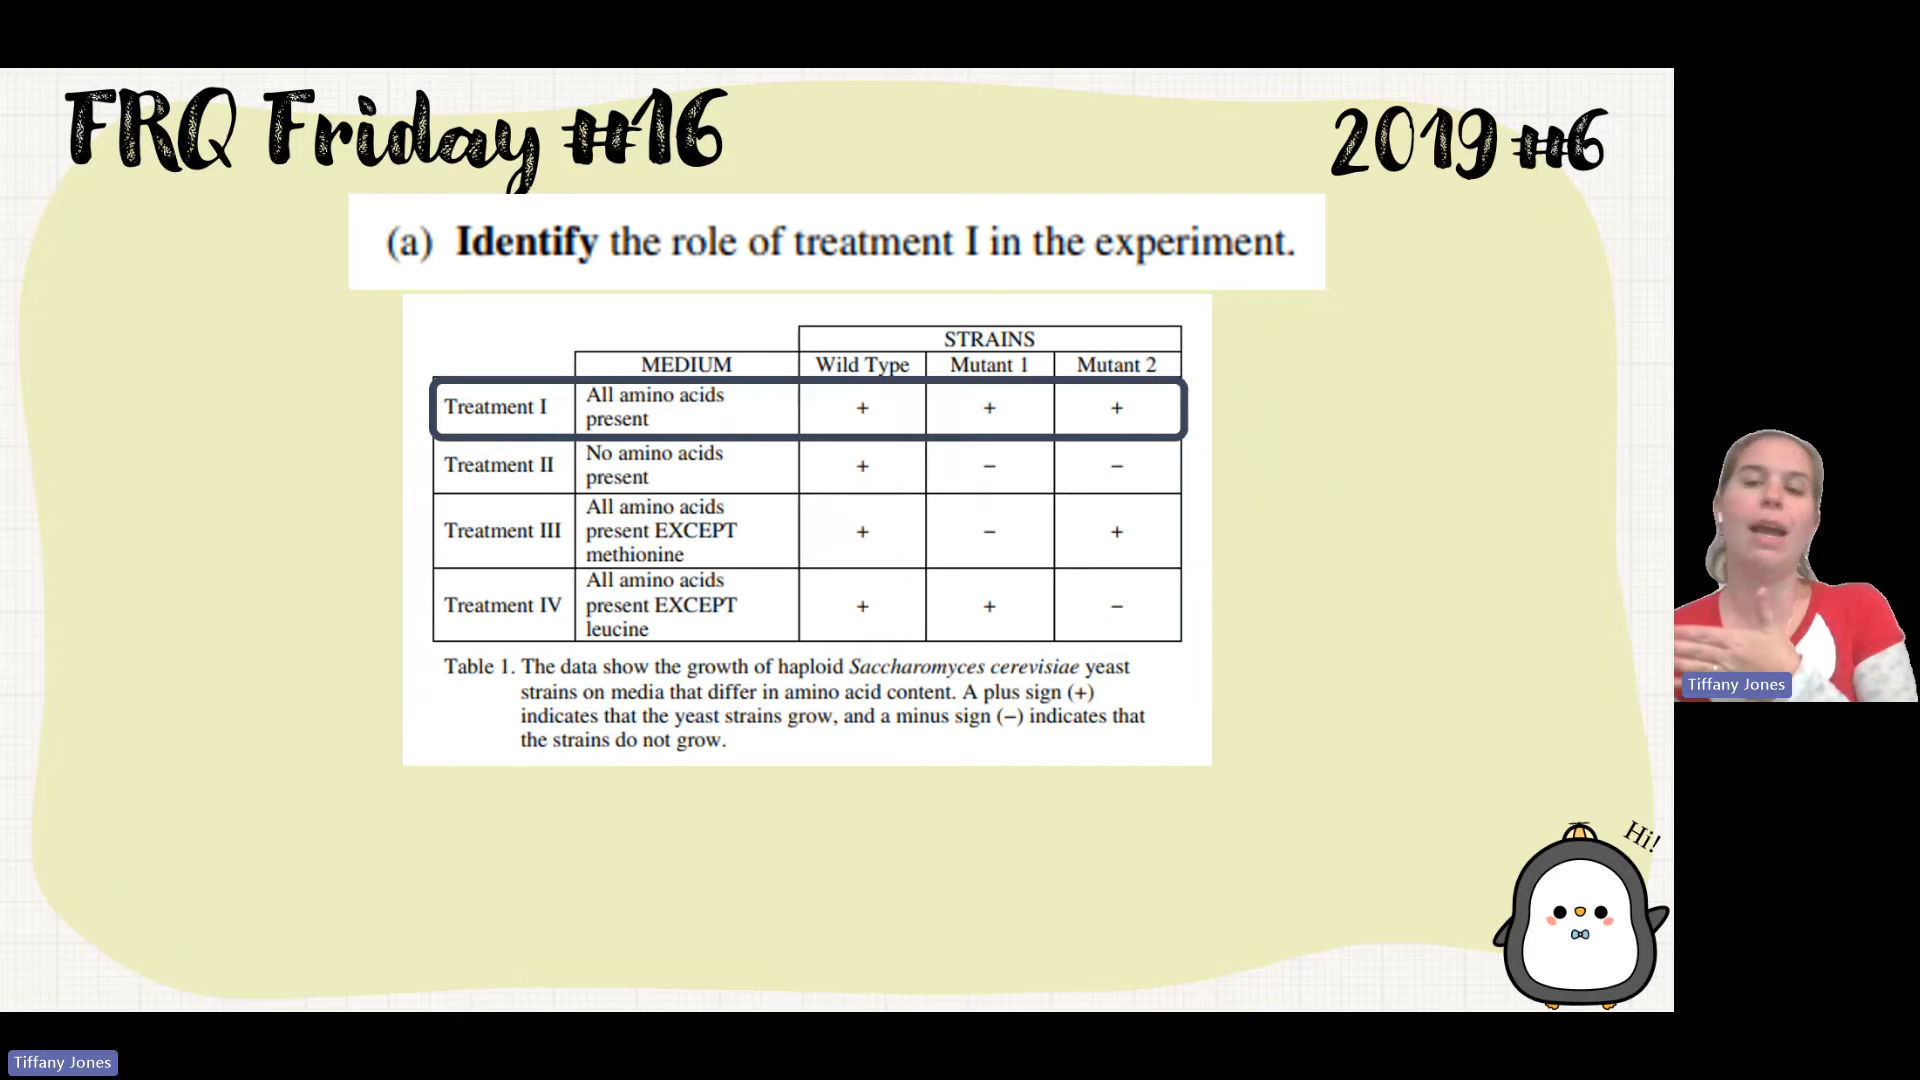 FRQ Friday #16
2019 #6
(a) Identify the role of treatment I in the experiment.
STRAINS
MEDIUM Wild Type Mutant 1 Mutant 2
Treatment I All amino acids present + + +
Treatment II No amino acids present + − −
Treatment III All amino acids present EXCEPT methionine + − +
Treatment IV All amino acids present EXCEPT leucine + + −
Table 1. The data show the growth of haploid Saccharomyces cerevisiae yeast
strains on media that differ in amino acid content. A plus sign (+)
indicates that the yeast strains grow, and a minus sign (−) indicates that
the strains do not grow.
Tiffany Jones
Hi!
Tiffany Jones